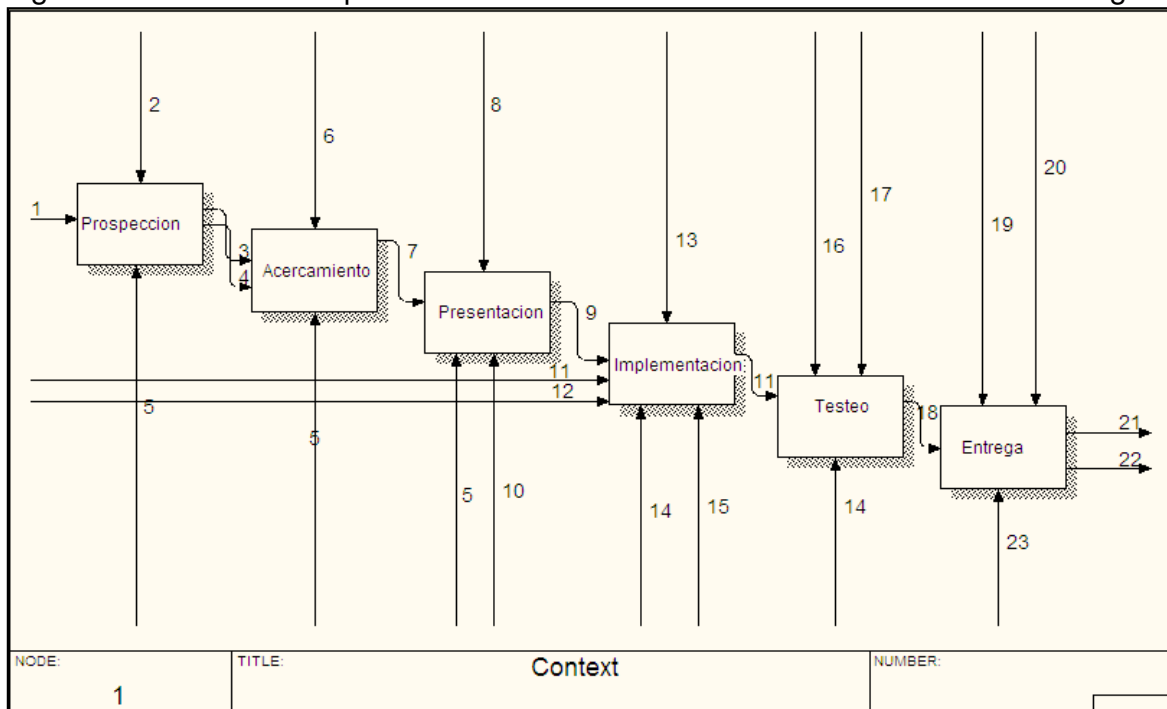 2
6
8
13
16
17
19
20
1
Prospeccion
3
4
Acercamiento
7
Presentacion
9
Implementacion
11
12
11
Testeo
18
Entrega
21
22
5
5
5
10
14
15
14
23
NODE:
1
TITLE:
Context
NUMBER: